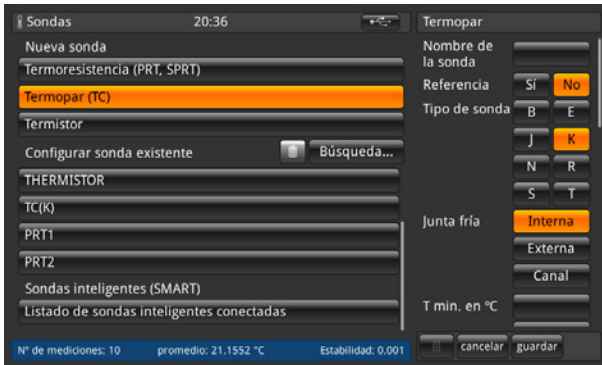 Sondas 20:36
Nueva sonda
Termoresistencia (PRT, SPRT)
Termopar (TC)
Termistor
Configurar sonda existente Búsqueda...
THERMISTOR
TC(K)
PRT1
PRT2
Sondas inteligentes (SMART)
Listado de sondas inteligentes conectadas
Nº de mediciones: 10 promedio: 21.1552 °C Estabilidad: 0.001
Termopar
Nombre de
la sonda
Referencia Sí No
Tipo de sonda B E
J K
N R
S T
Junta fría Interna
Externa
Canal
T min. en °C
cancelar guardar